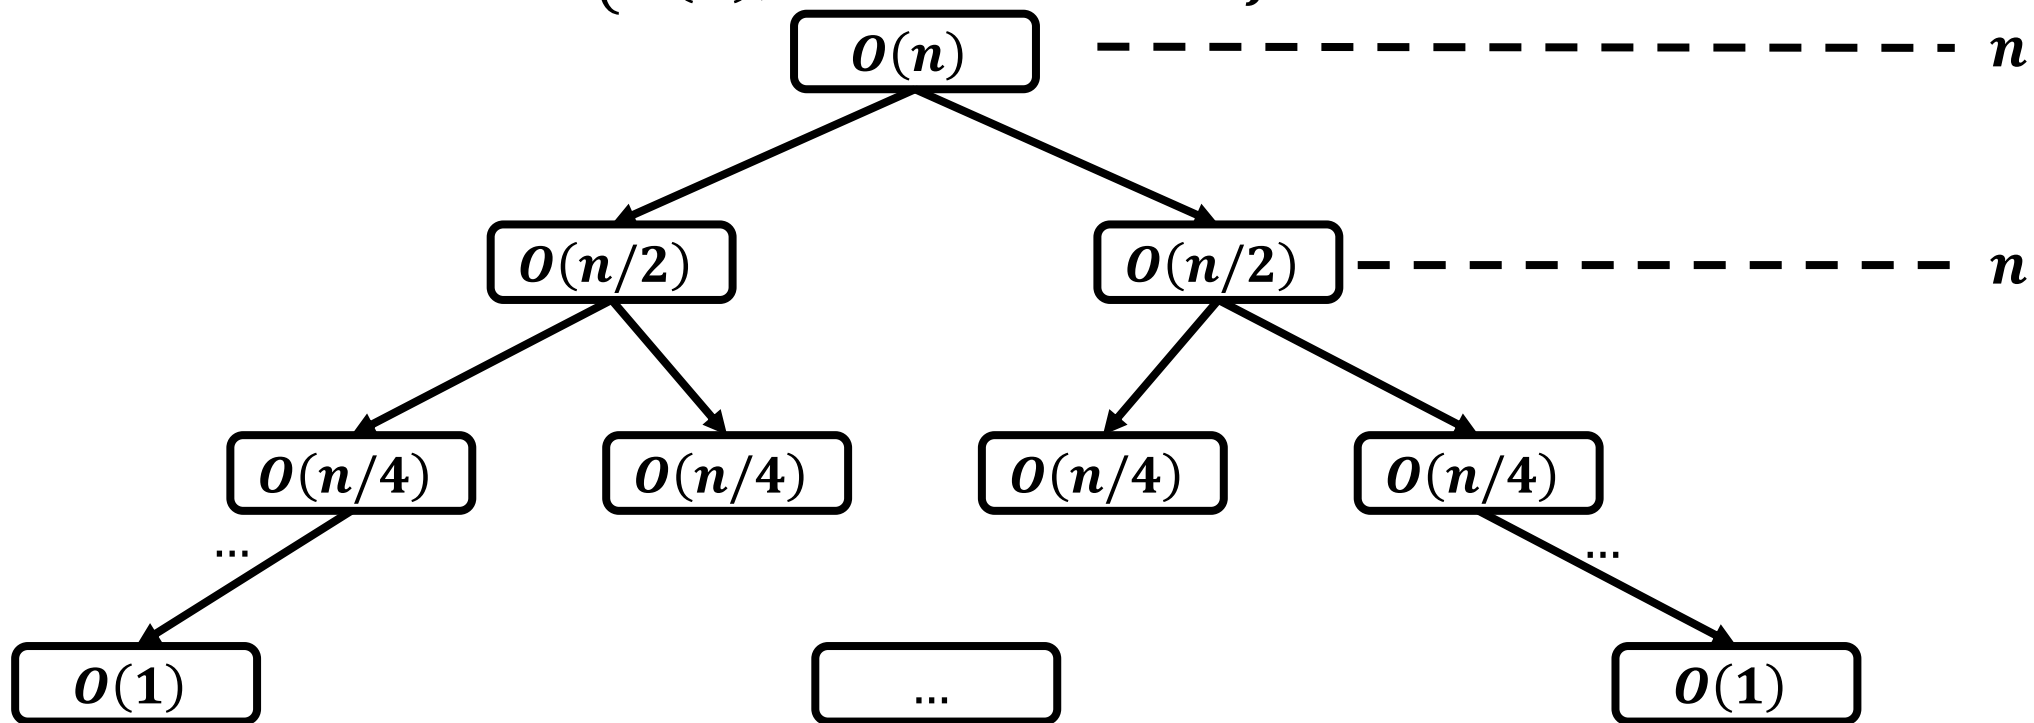 O(n) n
O(n/2) O(n/2) n
O(n/4) O(n/4) O(n/4) O(n/4)
... ...
O(1) ... O(1)